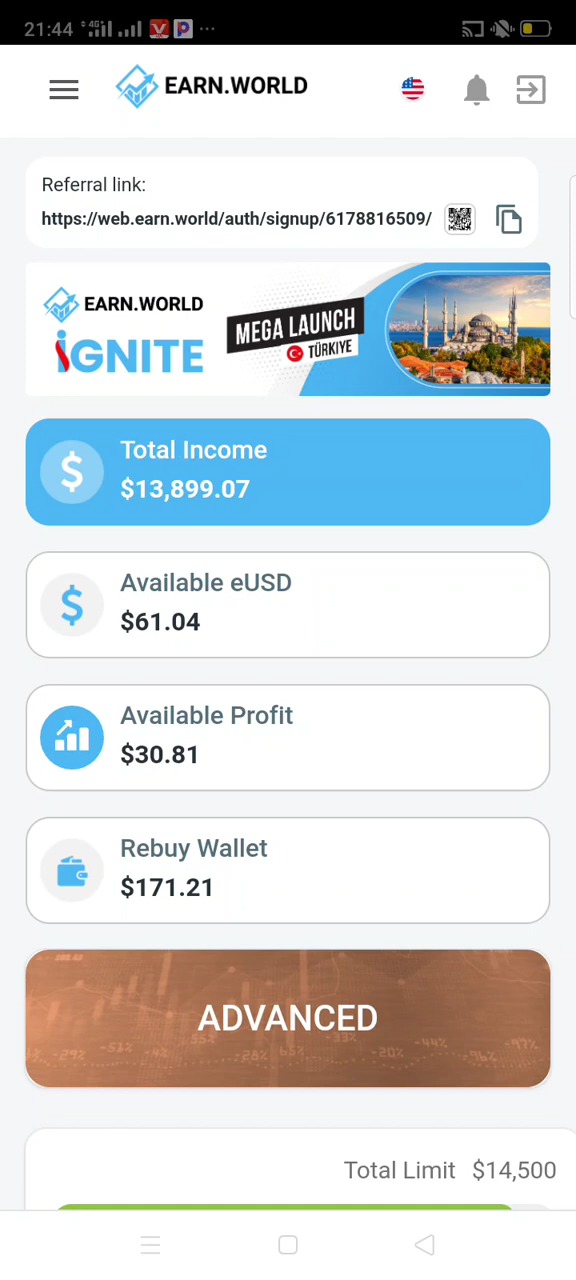 21:44 4G
EARN.WORLD
Referral link:
https://web.earn.world/auth/signup/6178816509/
EARN.WORLD
iGNITE
MEGA LAUNCH
TÜRKIYE
Total Income
$13,899.07
Available eUSD
$61.04
Available Profit
$30.81
Rebuy Wallet
$171.21
ADVANCED
Total Limit $14,500